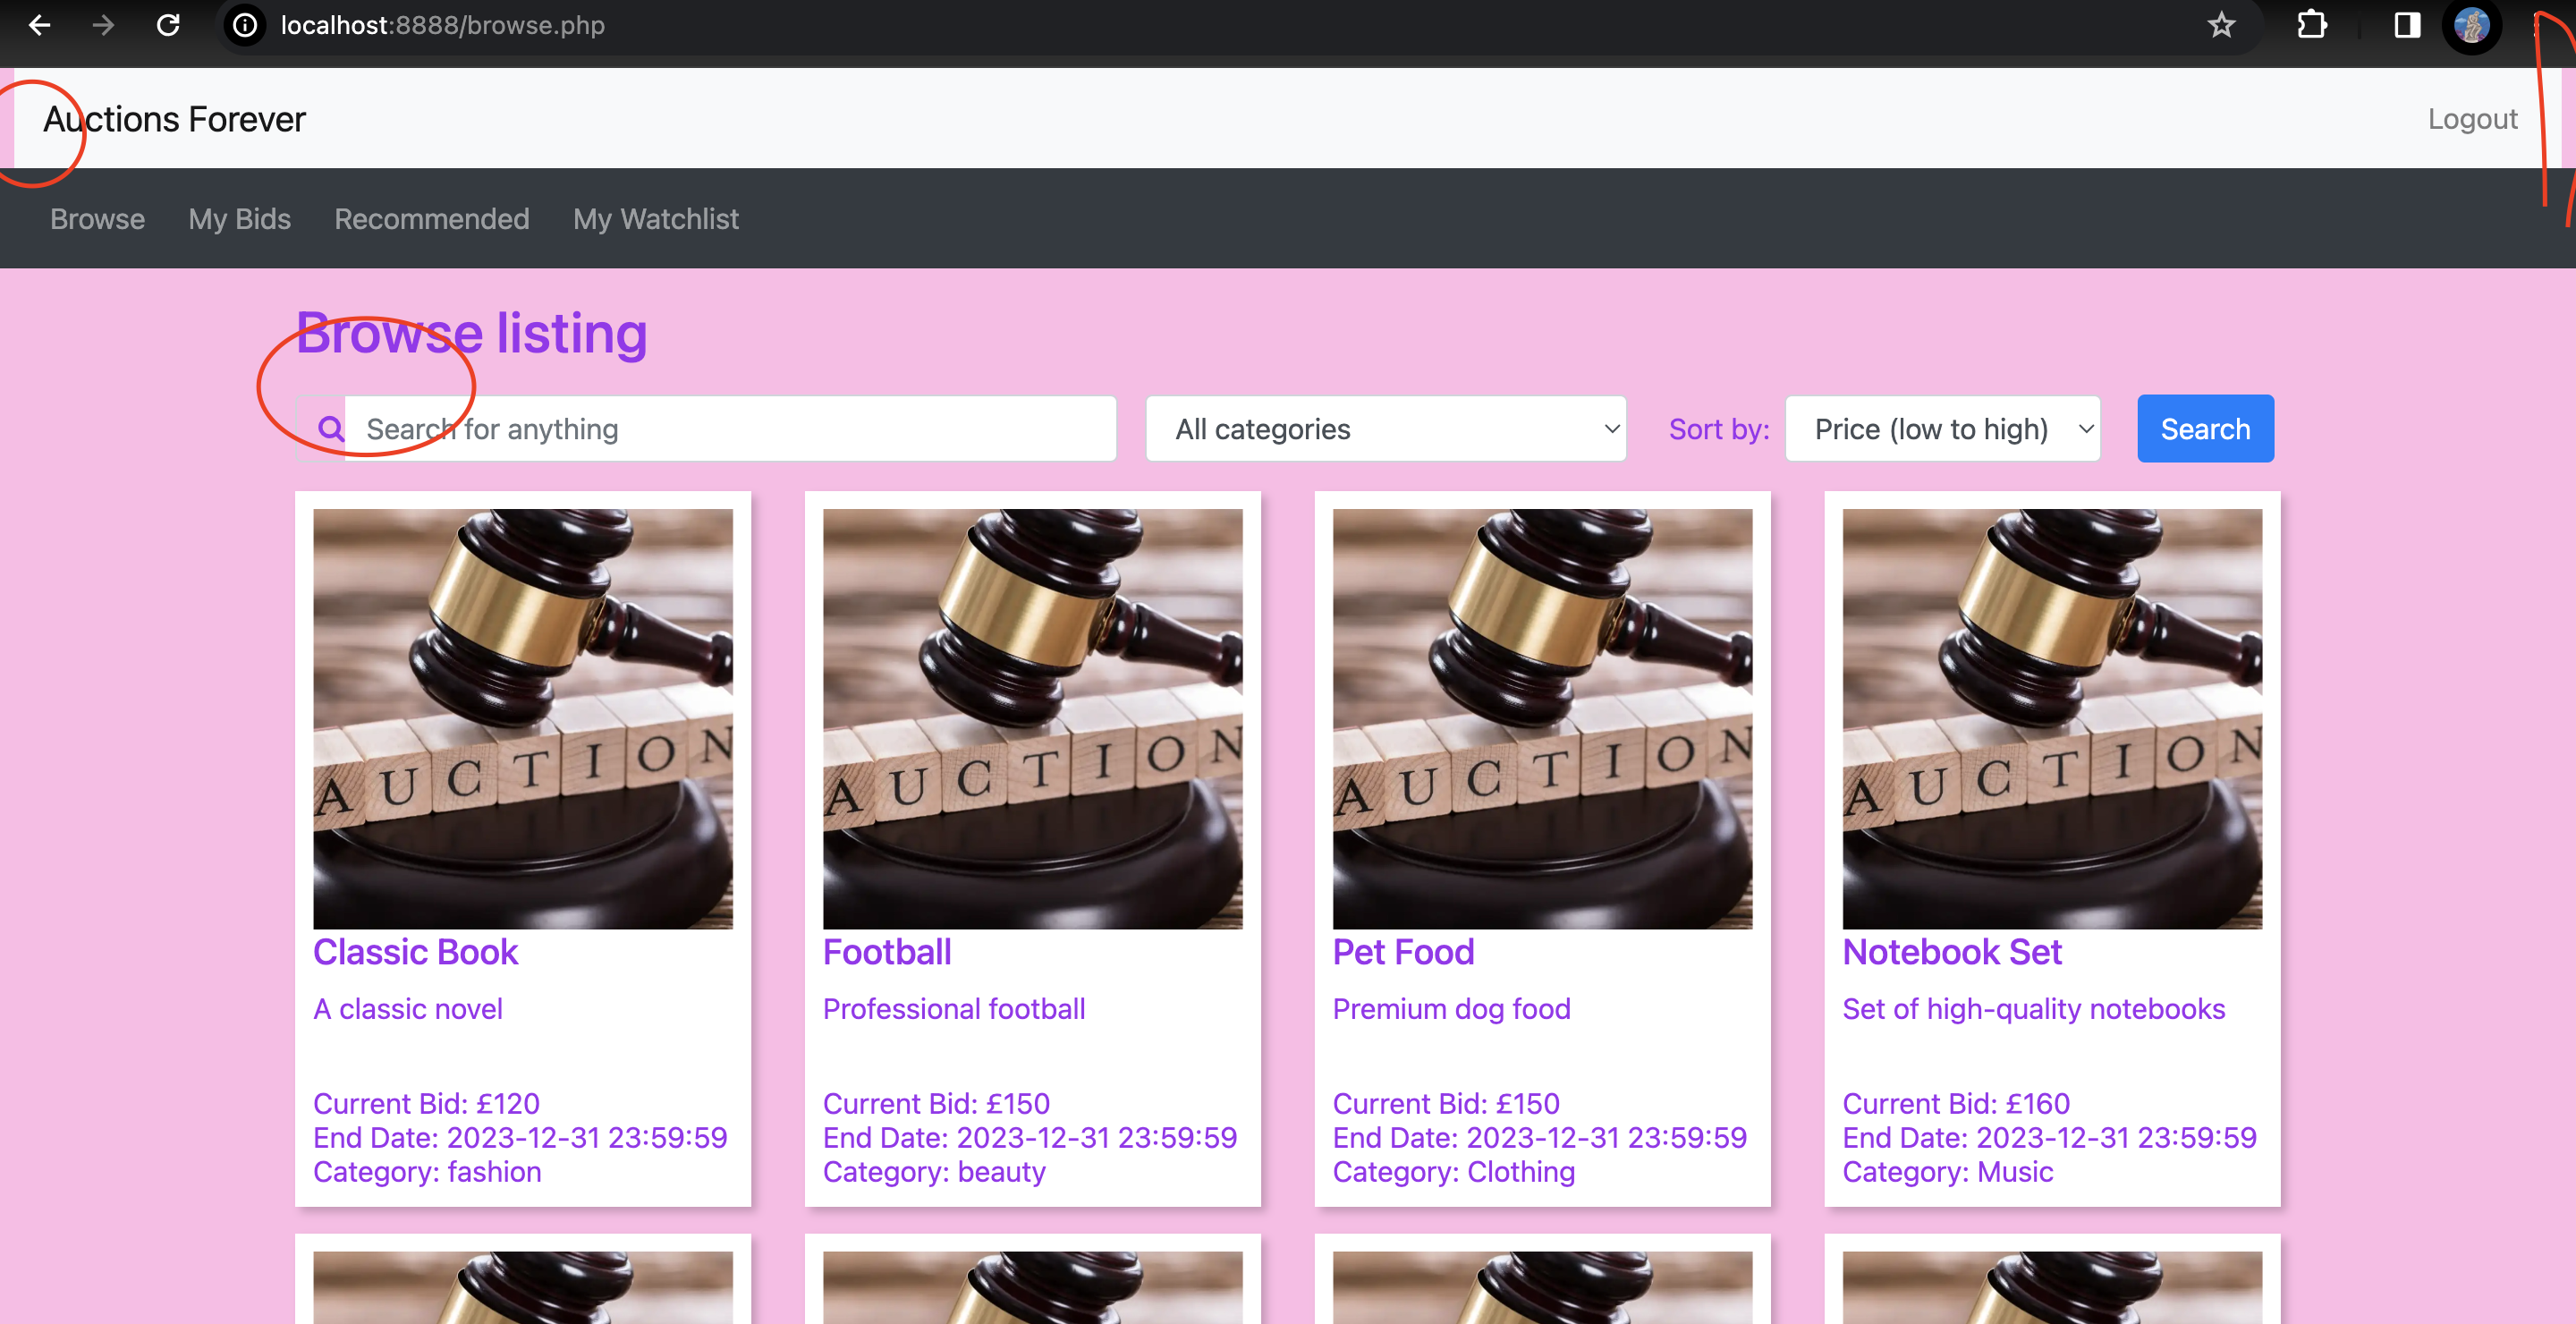 localhost:8888/browse.php
Auctions Forever
Logout
Browse My Bids Recommended My Watchlist
Browse listing
Search for anything All categories Sort by: Price (low to high) Search
AUCTION AUCTION AUCTION AUCTION
Classic Book Football Pet Food Notebook Set
A classic novel Professional football Premium dog food Set of high-quality notebooks
Current Bid: £120 Current Bid: £150 Current Bid: £150 Current Bid: £160
End Date: 2023-12-31 23:59:59 End Date: 2023-12-31 23:59:59 End Date: 2023-12-31 23:59:59 End Date: 2023-12-31 23:59:59
Category: fashion Category: beauty Category: Clothing Category: Music